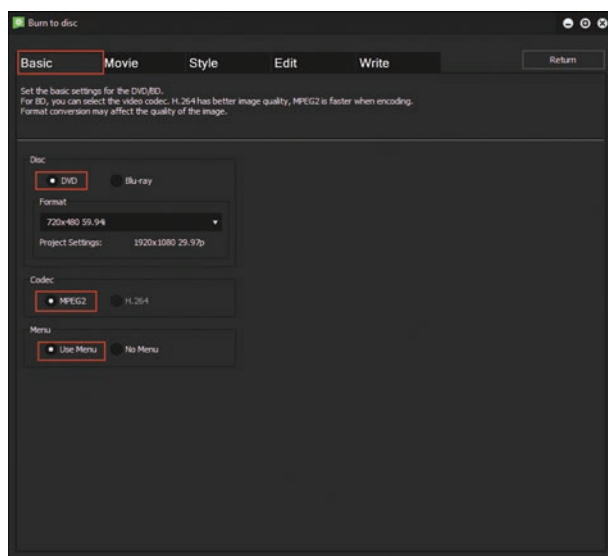 Burn to disc
Basic Movie Style Edit Write Return
Set the basic settings for the DVD/BD.
For BD, you can select the video codec. H.264 has better image quality, MPEG2 is faster when encoding.
Format conversion may affect the quality of the image.
Disc
DVD Blu-ray
Format
720x480 59.94i
Project Settings: 1920x1080 29.97p
Codec
MPEG2 H.264
Menu
Use Menu No Menu